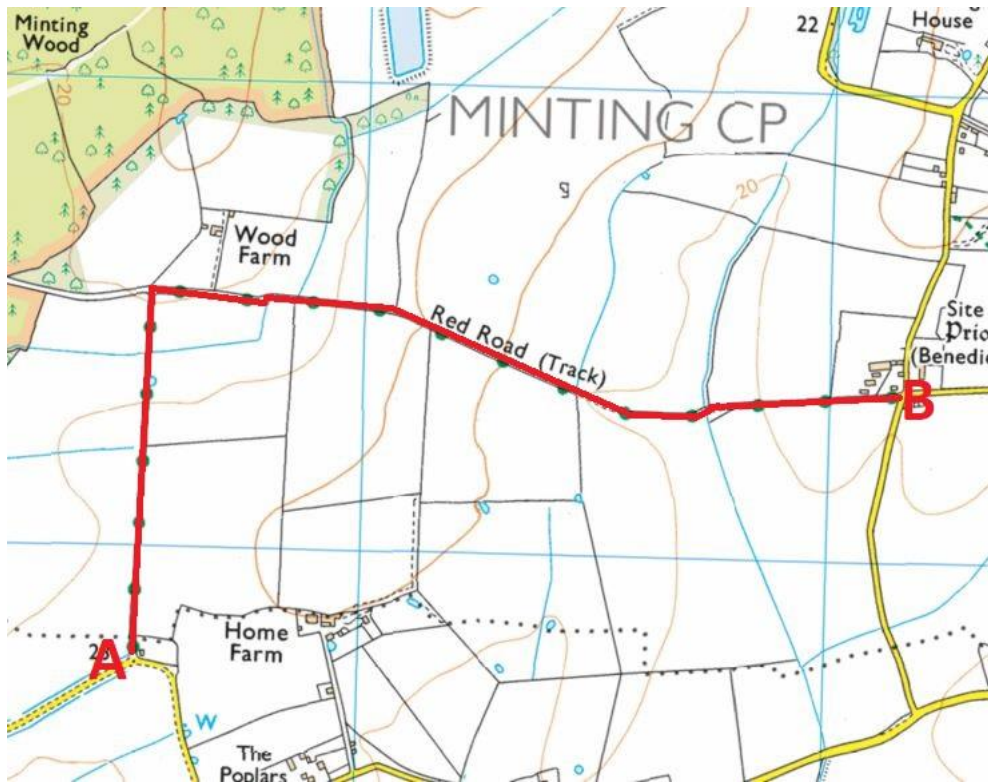 Minting
Wood
22
House
20
MINTING CP
20
Wood
Farm
Red Road (Track)
Site
Prio
(Benedic
B
A
Home
Farm
W
The
Poplars